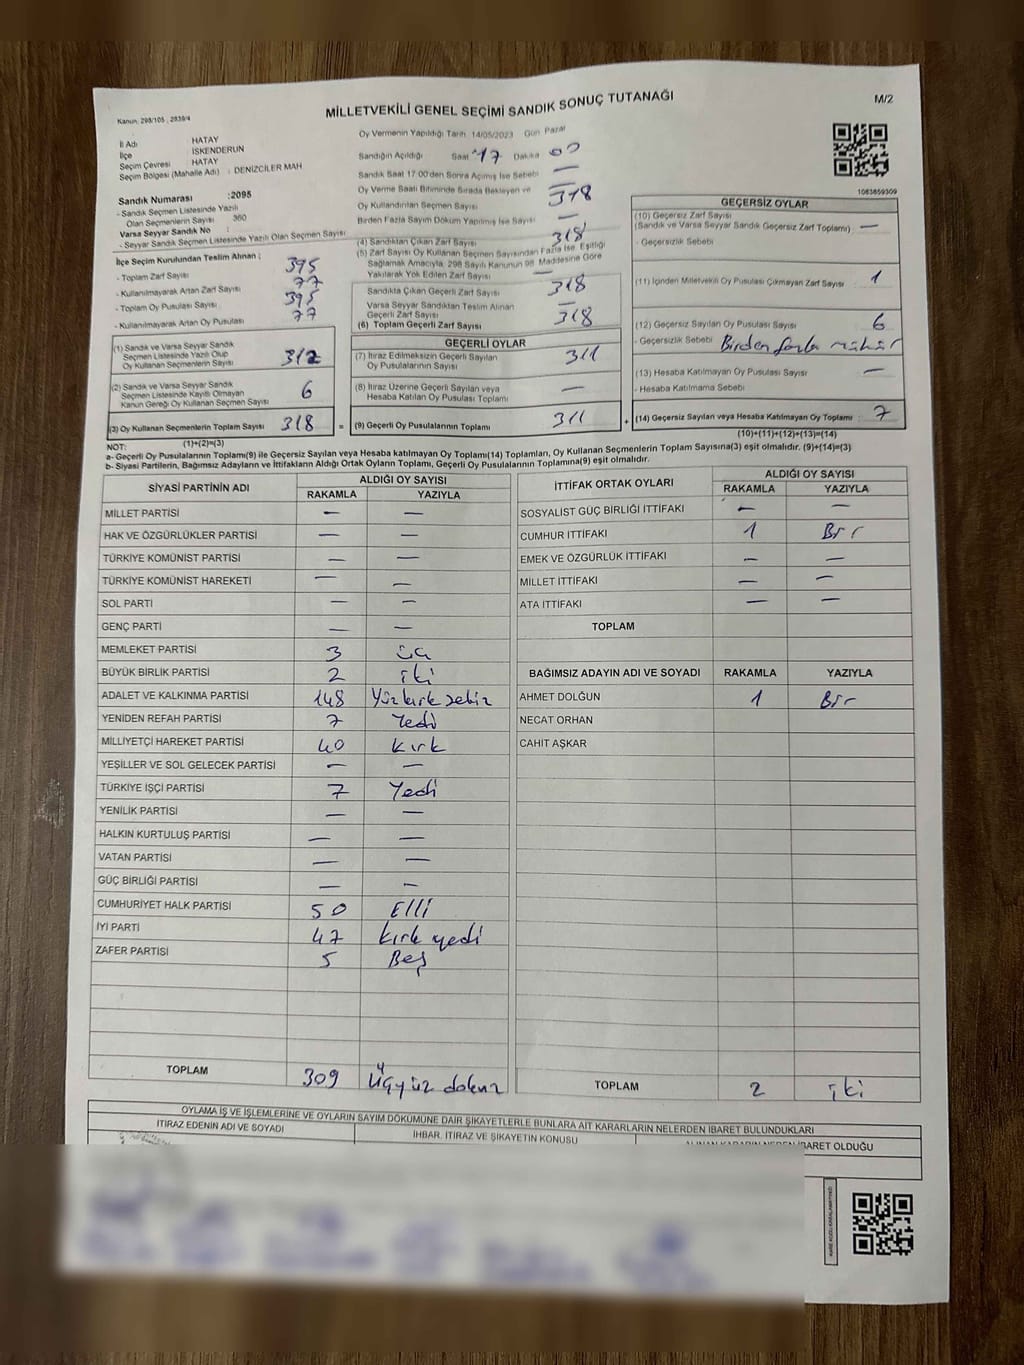 MİLLETVEKİLİ GENEL SEÇİMİ SANDIK SONUÇ TUTANAĞI
M/2
Kanun: 298/105 , 2839/4
İl Adı : HATAY
İlçe : İSKENDERUN
Seçim Çevresi : HATAY
Seçim Bölgesi (Mahalle Adı) : DENİZCİLER MAH
Sandık Numarası :2095
- Sandık Seçmen Listesinde Yazılı
Olan Seçmenlerin Sayısı : 360
Varsa Seyyar Sandık No :
- Seyyar Sandık Seçmen Listesinde Yazılı Olan Seçmen Sayısı
İlçe Seçim Kurulundan Teslim Alınan ;
- Toplam Zarf Sayısı : 395
- Kullanılmayarak Artan Zarf Sayısı : 77
- Toplam Oy Pusulası Sayısı : 395
- Kullanılmayarak Artan Oy Pusulası 77
(1) Sandık ve Varsa Seyyar Sandık
Seçmen Listesinde Yazılı Olup
Oy Kullanan Seçmenlerin Sayısı 312
(2) Sandık ve Varsa Seyyar Sandık
Seçmen Listesinde Kayıtlı Olmayan
Kanun Gereği Oy Kullanan Seçmen Sayısı 6
(3) Oy Kullanan Seçmenlerin Toplam Sayısı 318 =
(1)+(2)=(3)
Oy Vermenin Yapıldığı Tarih 14/05/2023 Gün Pazar
Sandığın Açıldığı Saat 17 Dakika 00
Sandık Saat 17:00'den Sonra Açılmış İse Sebebi —
Oy Verme Saati Bitiminde Sırada Bekleyen ve —
Oy Kullandırılan Seçmen Sayısı 318
Birden Fazla Sayım Döküm Yapılmış İse Sayısı —
(4) Sandıktan Çıkan Zarf Sayısı 318
(5) Zarf Sayısı Oy Kullanan Seçmen Sayısından Fazla İse, Eşitliği
Sağlamak Amacıyla, 298 Sayılı Kanunun 98. Maddesine Göre
Yakılarak Yok Edilen Zarf Sayısı —
Sandıkta Çıkan Geçerli Zarf Sayısı 318
Varsa Seyyar Sandıktan Teslim Alınan
Geçerli Zarf Sayısı —
(6) Toplam Geçerli Zarf Sayısı 318
GEÇERLİ OYLAR
(7) İtiraz Edilmeksizin Geçerli Sayılan
Oy Pusulalarının Sayısı 311
(8) İtiraz Üzerine Geçerli Sayılan veya
Hesaba Katılan Oy Pusulası Toplamı —
(9) Geçerli Oy Pusulalarının Toplamı 311 +
1083859309
GEÇERSİZ OYLAR
(10) Geçersiz Zarf Sayısı
(Sandık ve Varsa Seyyar Sandık Geçersiz Zarf Toplamı) —
- Geçersizlik Sebebi
(11) İçinden Milletvekili Oy Pusulası Çıkmayan Zarf Sayısı 1
(12) Geçersiz Sayılan Oy Pusulası Sayısı 6
- Geçersizlik Sebebi Birden fazla mühür
(13) Hesaba Katılmayan Oy Pusulası Sayısı —
- Hesaba Katılmama Sebebi
(14) Geçersiz Sayılan veya Hesaba Katılmayan Oy Toplamı : 7
(10)+(11)+(12)+(13)=(14)
NOT:
a- Geçerli Oy Pusulaları Toplamı(9) ile Geçersiz Sayılan veya Hesaba katılmayan Oy Toplamı(14) Toplamları, Oy Kullanan Seçmenlerin Toplam Sayısına(3) eşit olmalıdır. (9)+(14)=(3)
b- Siyasi Partilerin, Bağımsız Adayların ve İttifakların Aldığı Ortak Oyların Toplamı, Geçerli Oy Pusulalarının Toplamına(9) eşit olmalıdır.
SİYASİ PARTİNİN ADI ALDIĞI OY SAYISI
RAKAMLA YAZIYLA
MİLLET PARTİSİ — —
HAK VE ÖZGÜRLÜKLER PARTİSİ — —
TÜRKİYE KOMÜNİST PARTİSİ — —
TÜRKİYE KOMÜNİST HAREKETİ — —
SOL PARTİ — —
GENÇ PARTİ — —
MEMLEKET PARTİSİ 3 üç
BÜYÜK BİRLİK PARTİSİ 2 iki
ADALET VE KALKINMA PARTİSİ 148 Yüzkırk sekiz
YENİDEN REFAH PARTİSİ 7 Yedi
MİLLİYETÇİ HAREKET PARTİSİ 40 kırk
YEŞİLLER VE SOL GELECEK PARTİSİ — —
TÜRKİYE İŞÇİ PARTİSİ 7 Yedi
YENİLİK PARTİSİ — —
HALKIN KURTULUŞ PARTİSİ — —
VATAN PARTİSİ — —
GÜÇ BİRLİĞİ PARTİSİ — —
CUMHURİYET HALK PARTİSİ 50 Elli
İYİ PARTİ 47 kırk yedi
ZAFER PARTİSİ 5 Beş
TOPLAM 309 üçyüz dokuz
İTTİFAK ORTAK OYLARI ALDIĞI OY SAYISI
RAKAMLA YAZIYLA
SOSYALİST GÜÇ BİRLİĞİ İTTİFAKI — —
CUMHUR İTTİFAKI 1 Bir
EMEK VE ÖZGÜRLÜK İTTİFAKI — —
MİLLET İTTİFAKI — —
ATA İTTİFAKI — —
TOPLAM
BAĞIMSIZ ADAYIN ADI VE SOYADI RAKAMLA YAZIYLA
AHMET DOLĞUN 1 Bir
NECAT ORHAN
CAHİT AŞKAR
TOPLAM 2 iki
OYLAMA İŞ VE İŞLEMLERİNE VE OYLARIN SAYIM DÖKÜMÜNE DAİR ŞİKAYETLERLE BUNLARA AİT KARARLARIN NELERDEN İBARET BULUNDUKLARI
İTİRAZ EDENİN ADI VE SOYADI İHBAR, İTİRAZ VE ŞİKAYETİN KONUSU ALINAN KARARIN NEDEN İBARET OLDUĞU